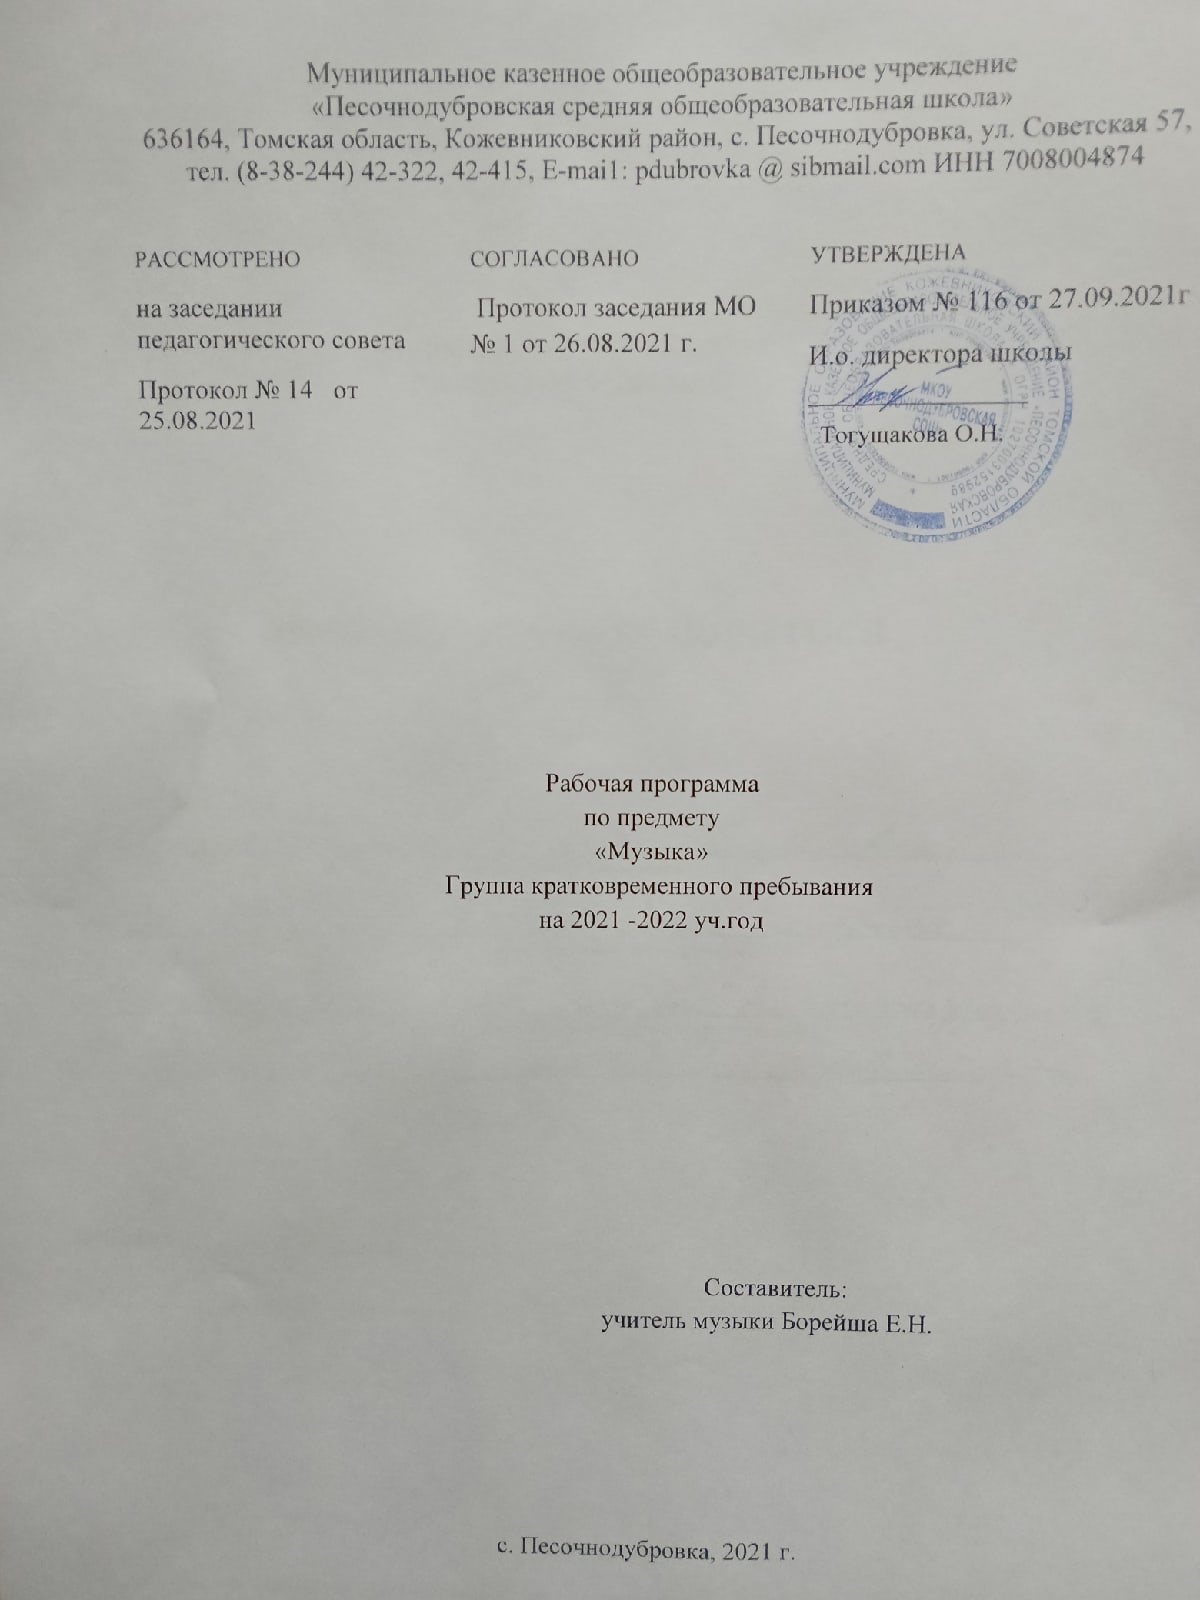 Муниципальное казенное общеобразовательное учреждение
«Песочнодубровская средняя общеобразовательная школа»
636164, Томская область, Кожевниковский район, с. Песочнодубровка, ул. Советская 57,
тел. (8-38-244) 42-322, 42-415, E-mai1: pdubrovka @ sibmail.com ИНН 7008004874
РАССМОТРЕНО
на заседании
педагогического совета
Протокол № 14 от
25.08.2021
СОГЛАСОВАНО
Протокол заседания МО
№ 1 от 26.08.2021 г.
УТВЕРЖДЕНА
Приказом № 116 от 27.09.2021г
И.о. директора школы
Тогущакова О.Н.
МКОУ
Рабочая программа
по предмету
«Музыка»
Группа кратковременного пребывания
на 2021 -2022 уч.год
Составитель:
учитель музыки Борейша Е.Н.
с. Песочнодубровка, 2021 г.